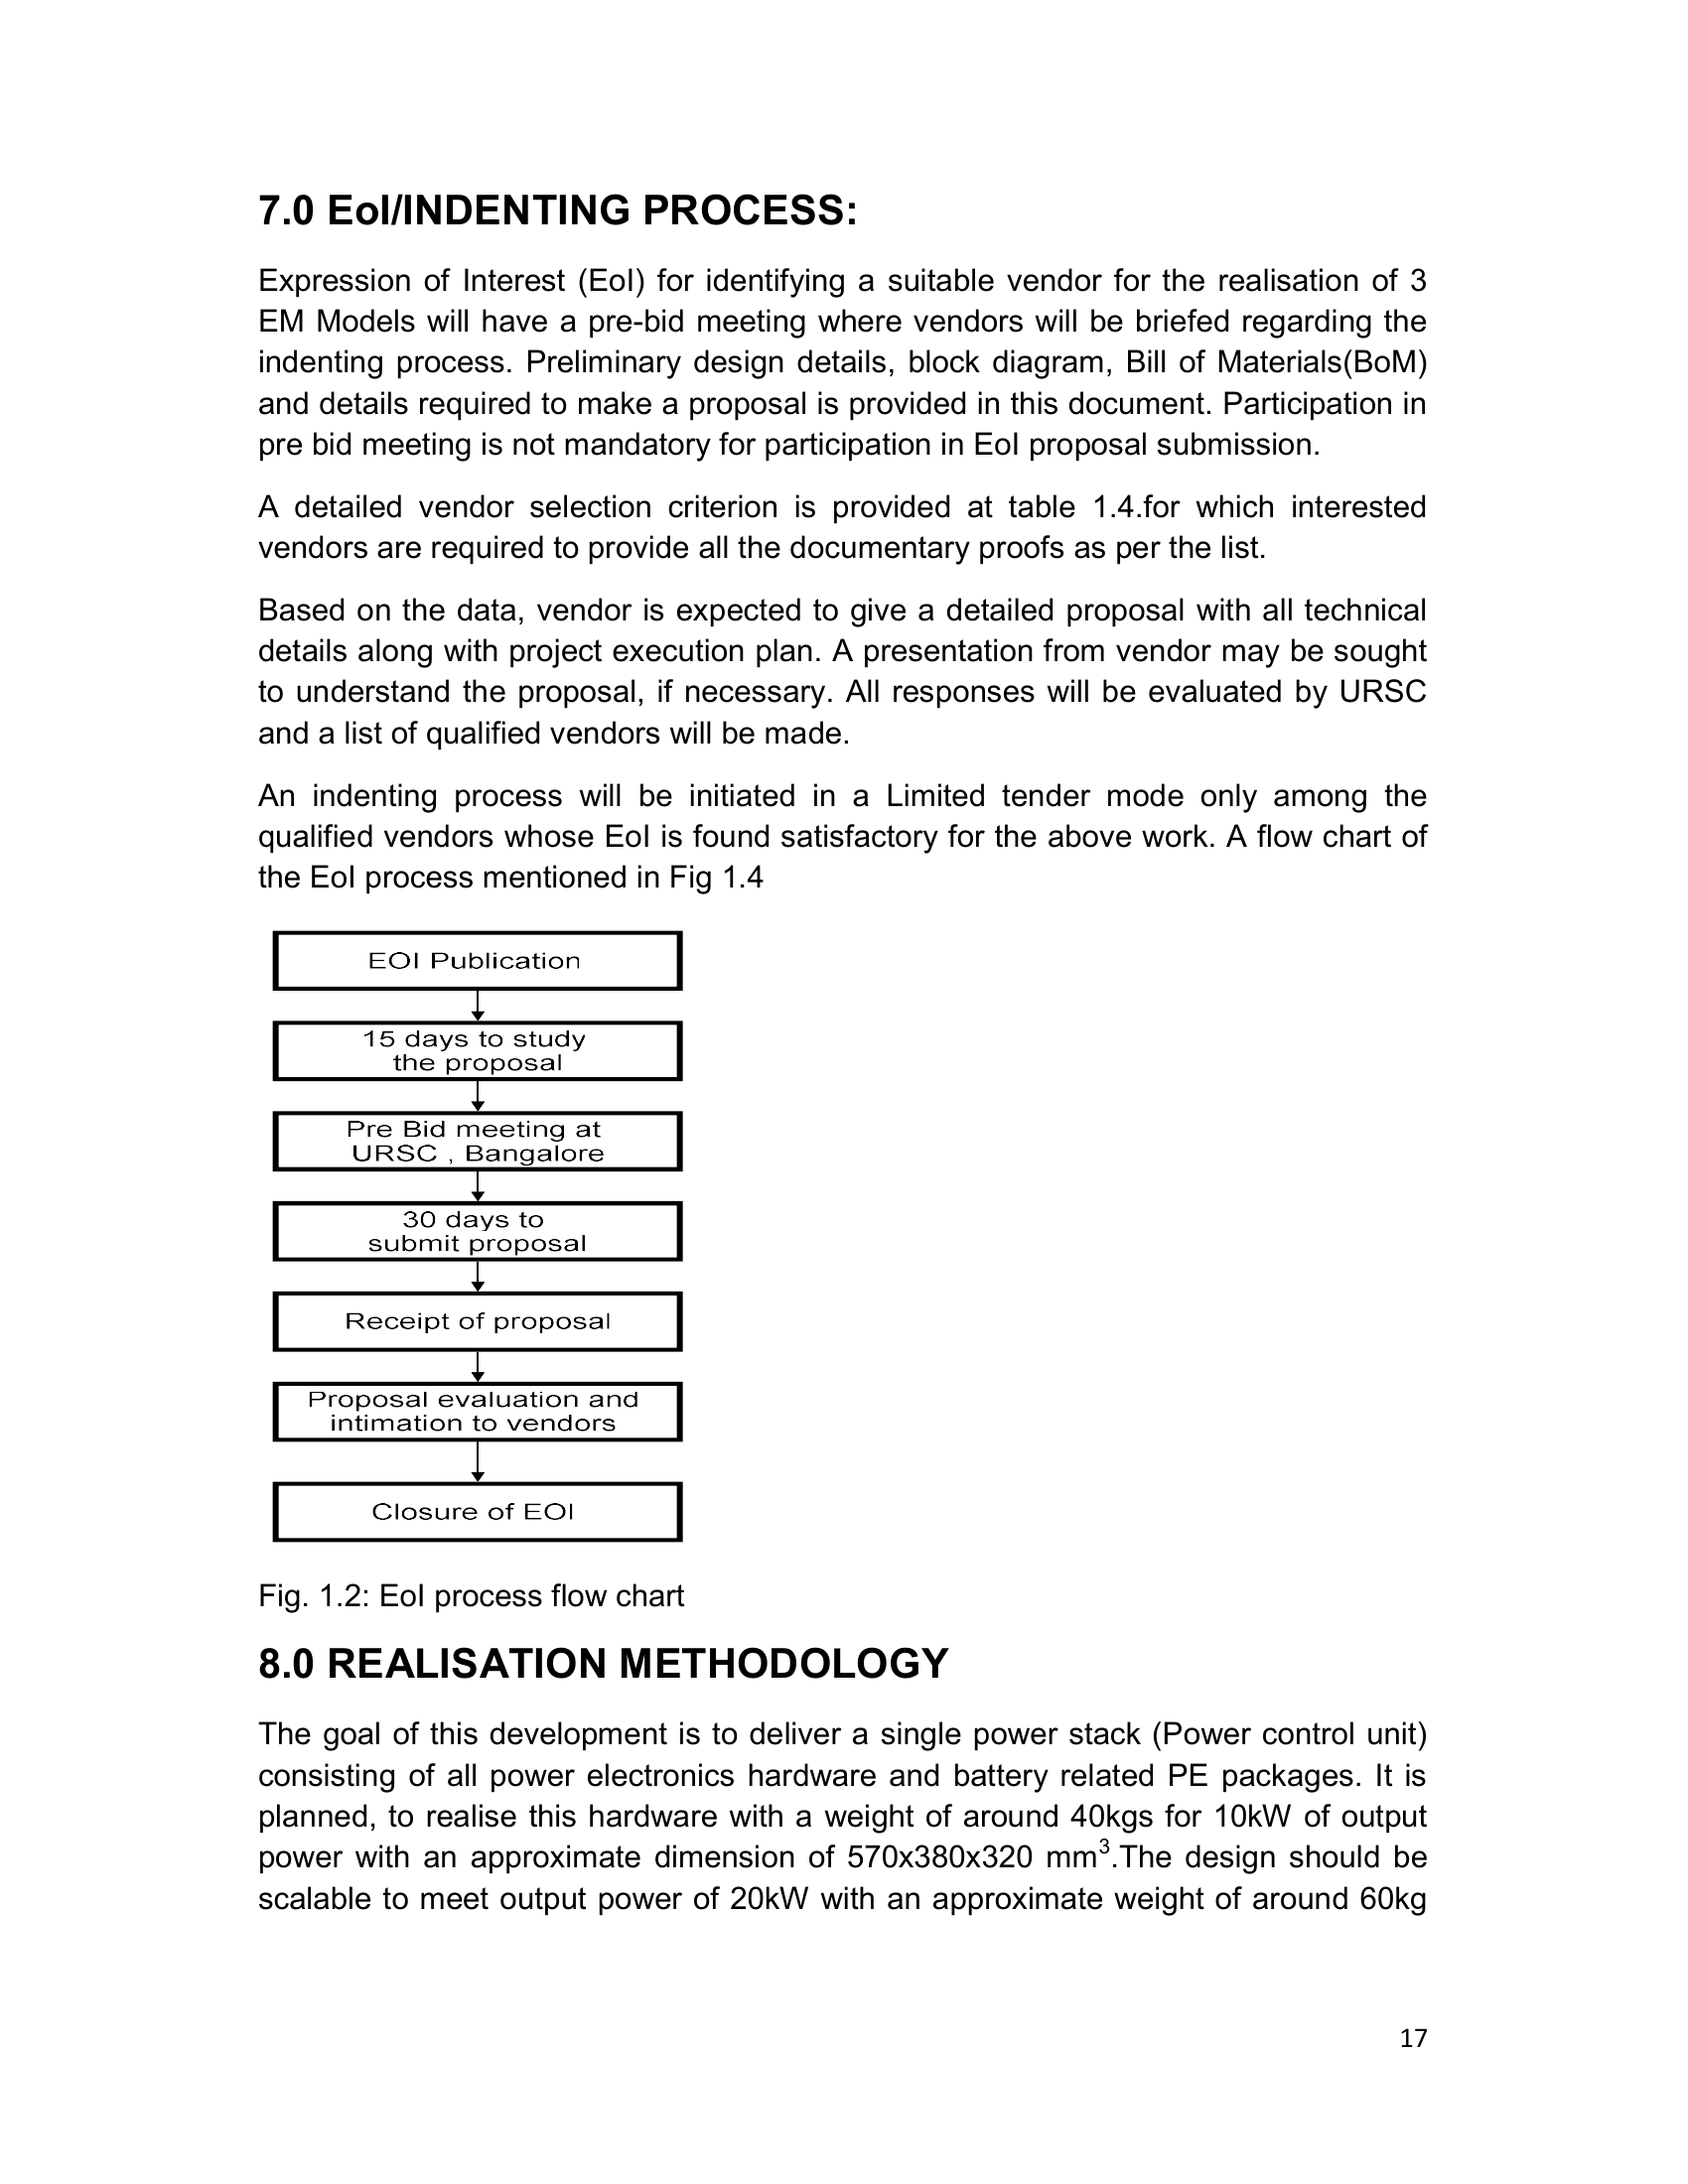 7.0 EoI/INDENTING PROCESS:
Expression of Interest (EoI) for identifying a suitable vendor for the realisation of 3
EM Models will have a pre-bid meeting where vendors will be briefed regarding the
indenting process. Preliminary design details, block diagram, Bill of Materials(BoM)
and details required to make a proposal is provided in this document. Participation in
pre bid meeting is not mandatory for participation in EoI proposal submission.
A detailed vendor selection criterion is provided at table 1.4.for which interested
vendors are required to provide all the documentary proofs as per the list.
Based on the data, vendor is expected to give a detailed proposal with all technical
details along with project execution plan. A presentation from vendor may be sought
to understand the proposal, if necessary. All responses will be evaluated by URSC
and a list of qualified vendors will be made.
An indenting process will be initiated in a Limited tender mode only among the
qualified vendors whose EoI is found satisfactory for the above work. A flow chart of
the EoI process mentioned in Fig 1.4
EOI Publication
15 days to study
the proposal
Pre Bid meeting at
URSC , Bangalore
30 days to
submit proposal
Receipt of proposal
Proposal evaluation and
intimation to vendors
Closure of EOI
Fig. 1.2: EoI process flow chart
8.0 REALISATION METHODOLOGY
The goal of this development is to deliver a single power stack (Power control unit)
consisting of all power electronics hardware and battery related PE packages. It is
planned, to realise this hardware with a weight of around 40kgs for 10kW of output
power with an approximate dimension of 570x380x320 mm³.The design should be
scalable to meet output power of 20kW with an approximate weight of around 60kg
17